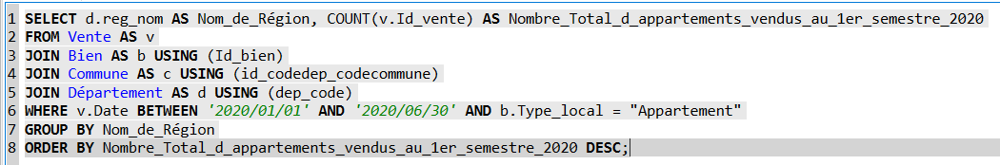 1 SELECT d.reg_nom AS Nom_de_Région, COUNT(v.Id_vente) AS Nombre_Total_d_appartements_vendus_au_1er_semestre_2020
2 FROM Vente AS v
3 JOIN Bien AS b USING (Id_bien)
4 JOIN Commune AS c USING (id_codedep_codecommune)
5 JOIN Département AS d USING (dep_code)
6 WHERE v.Date BETWEEN '2020/01/01' AND '2020/06/30' AND b.Type_local = "Appartement"
7 GROUP BY Nom_de_Région
8 ORDER BY Nombre_Total_d_appartements_vendus_au_1er_semestre_2020 DESC;